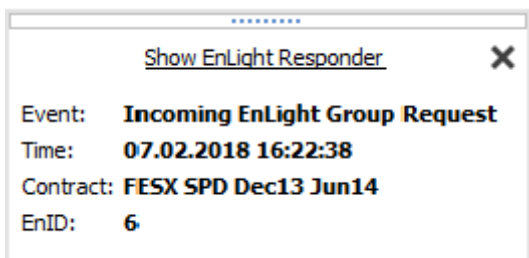 Show EnLight Responder
Event: Incoming EnLight Group Request
Time: 07.02.2018 16:22:38
Contract: FESX SPD Dec13 Jun14
EnID: 6